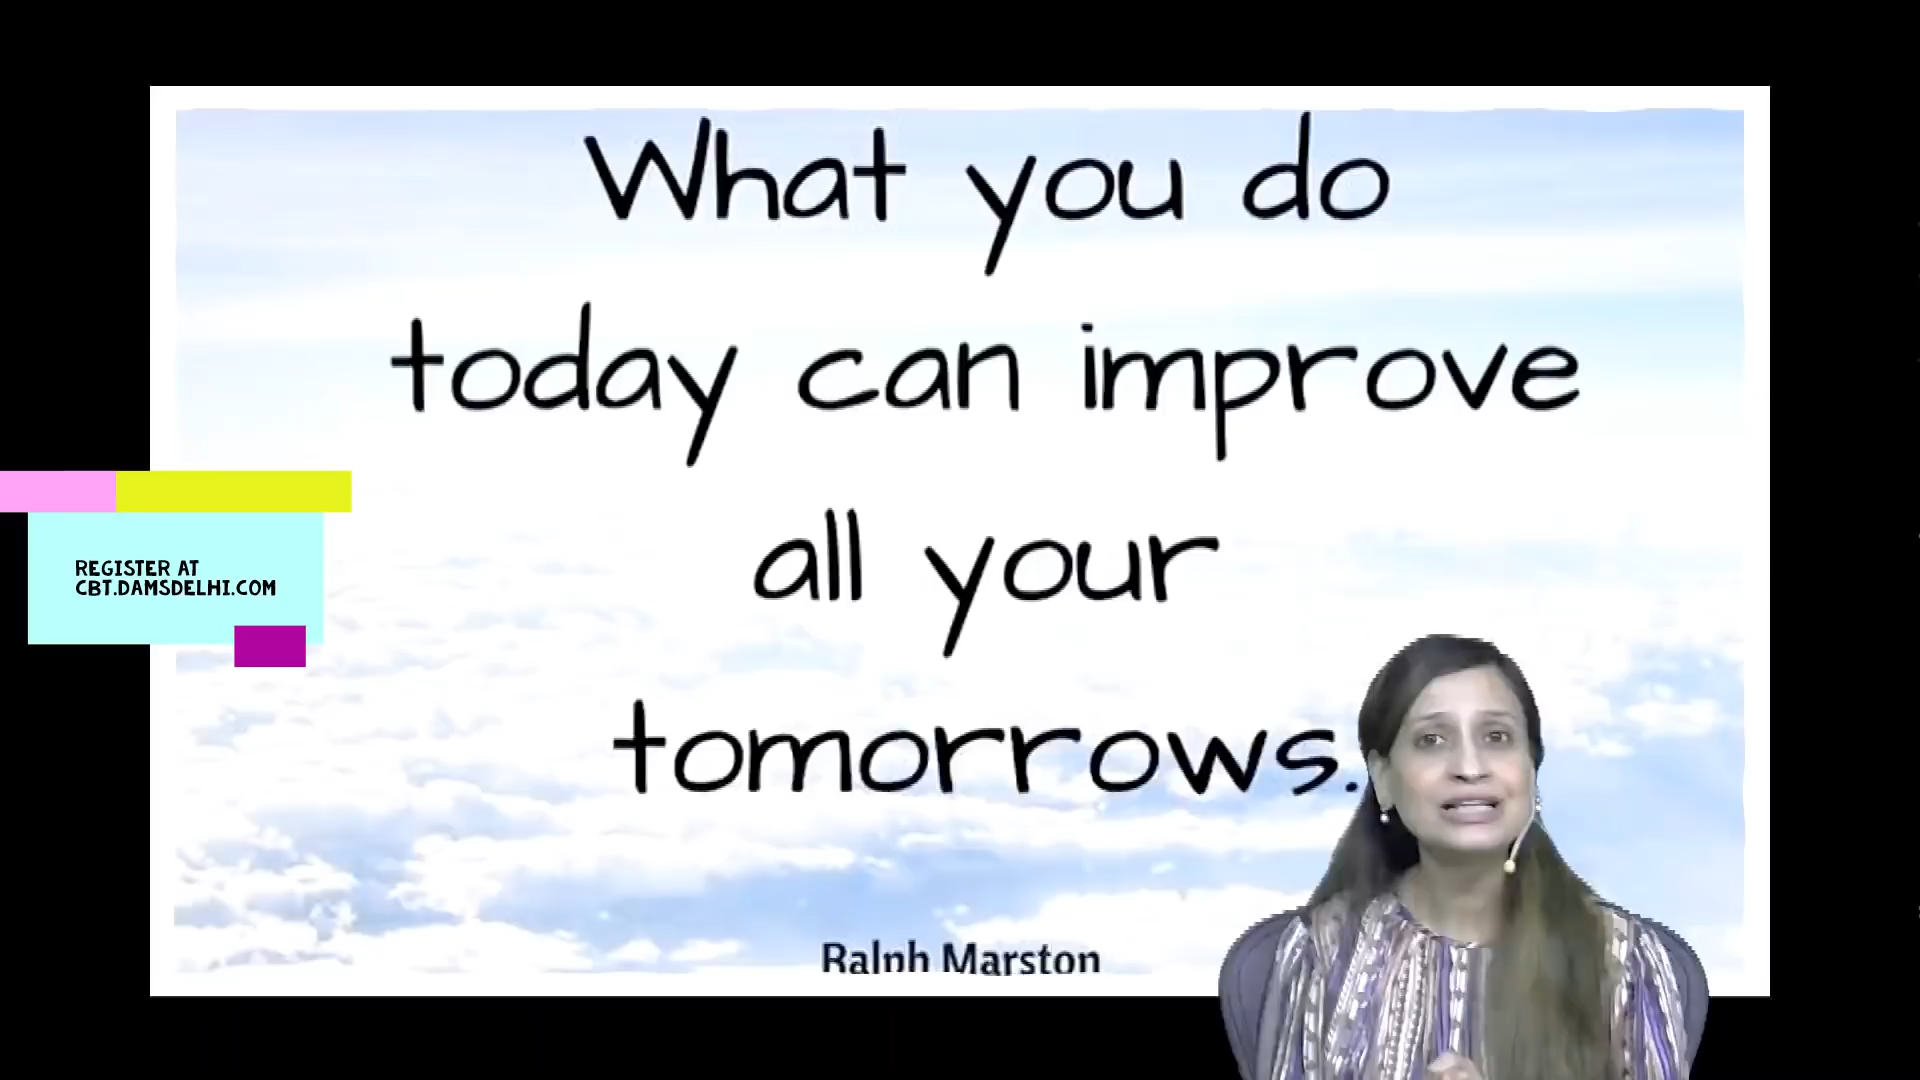 What you do
today can improve
all your
tomorrows.
Ralph Marston
REGISTER AT
CBT.DAMSDELHI.COM